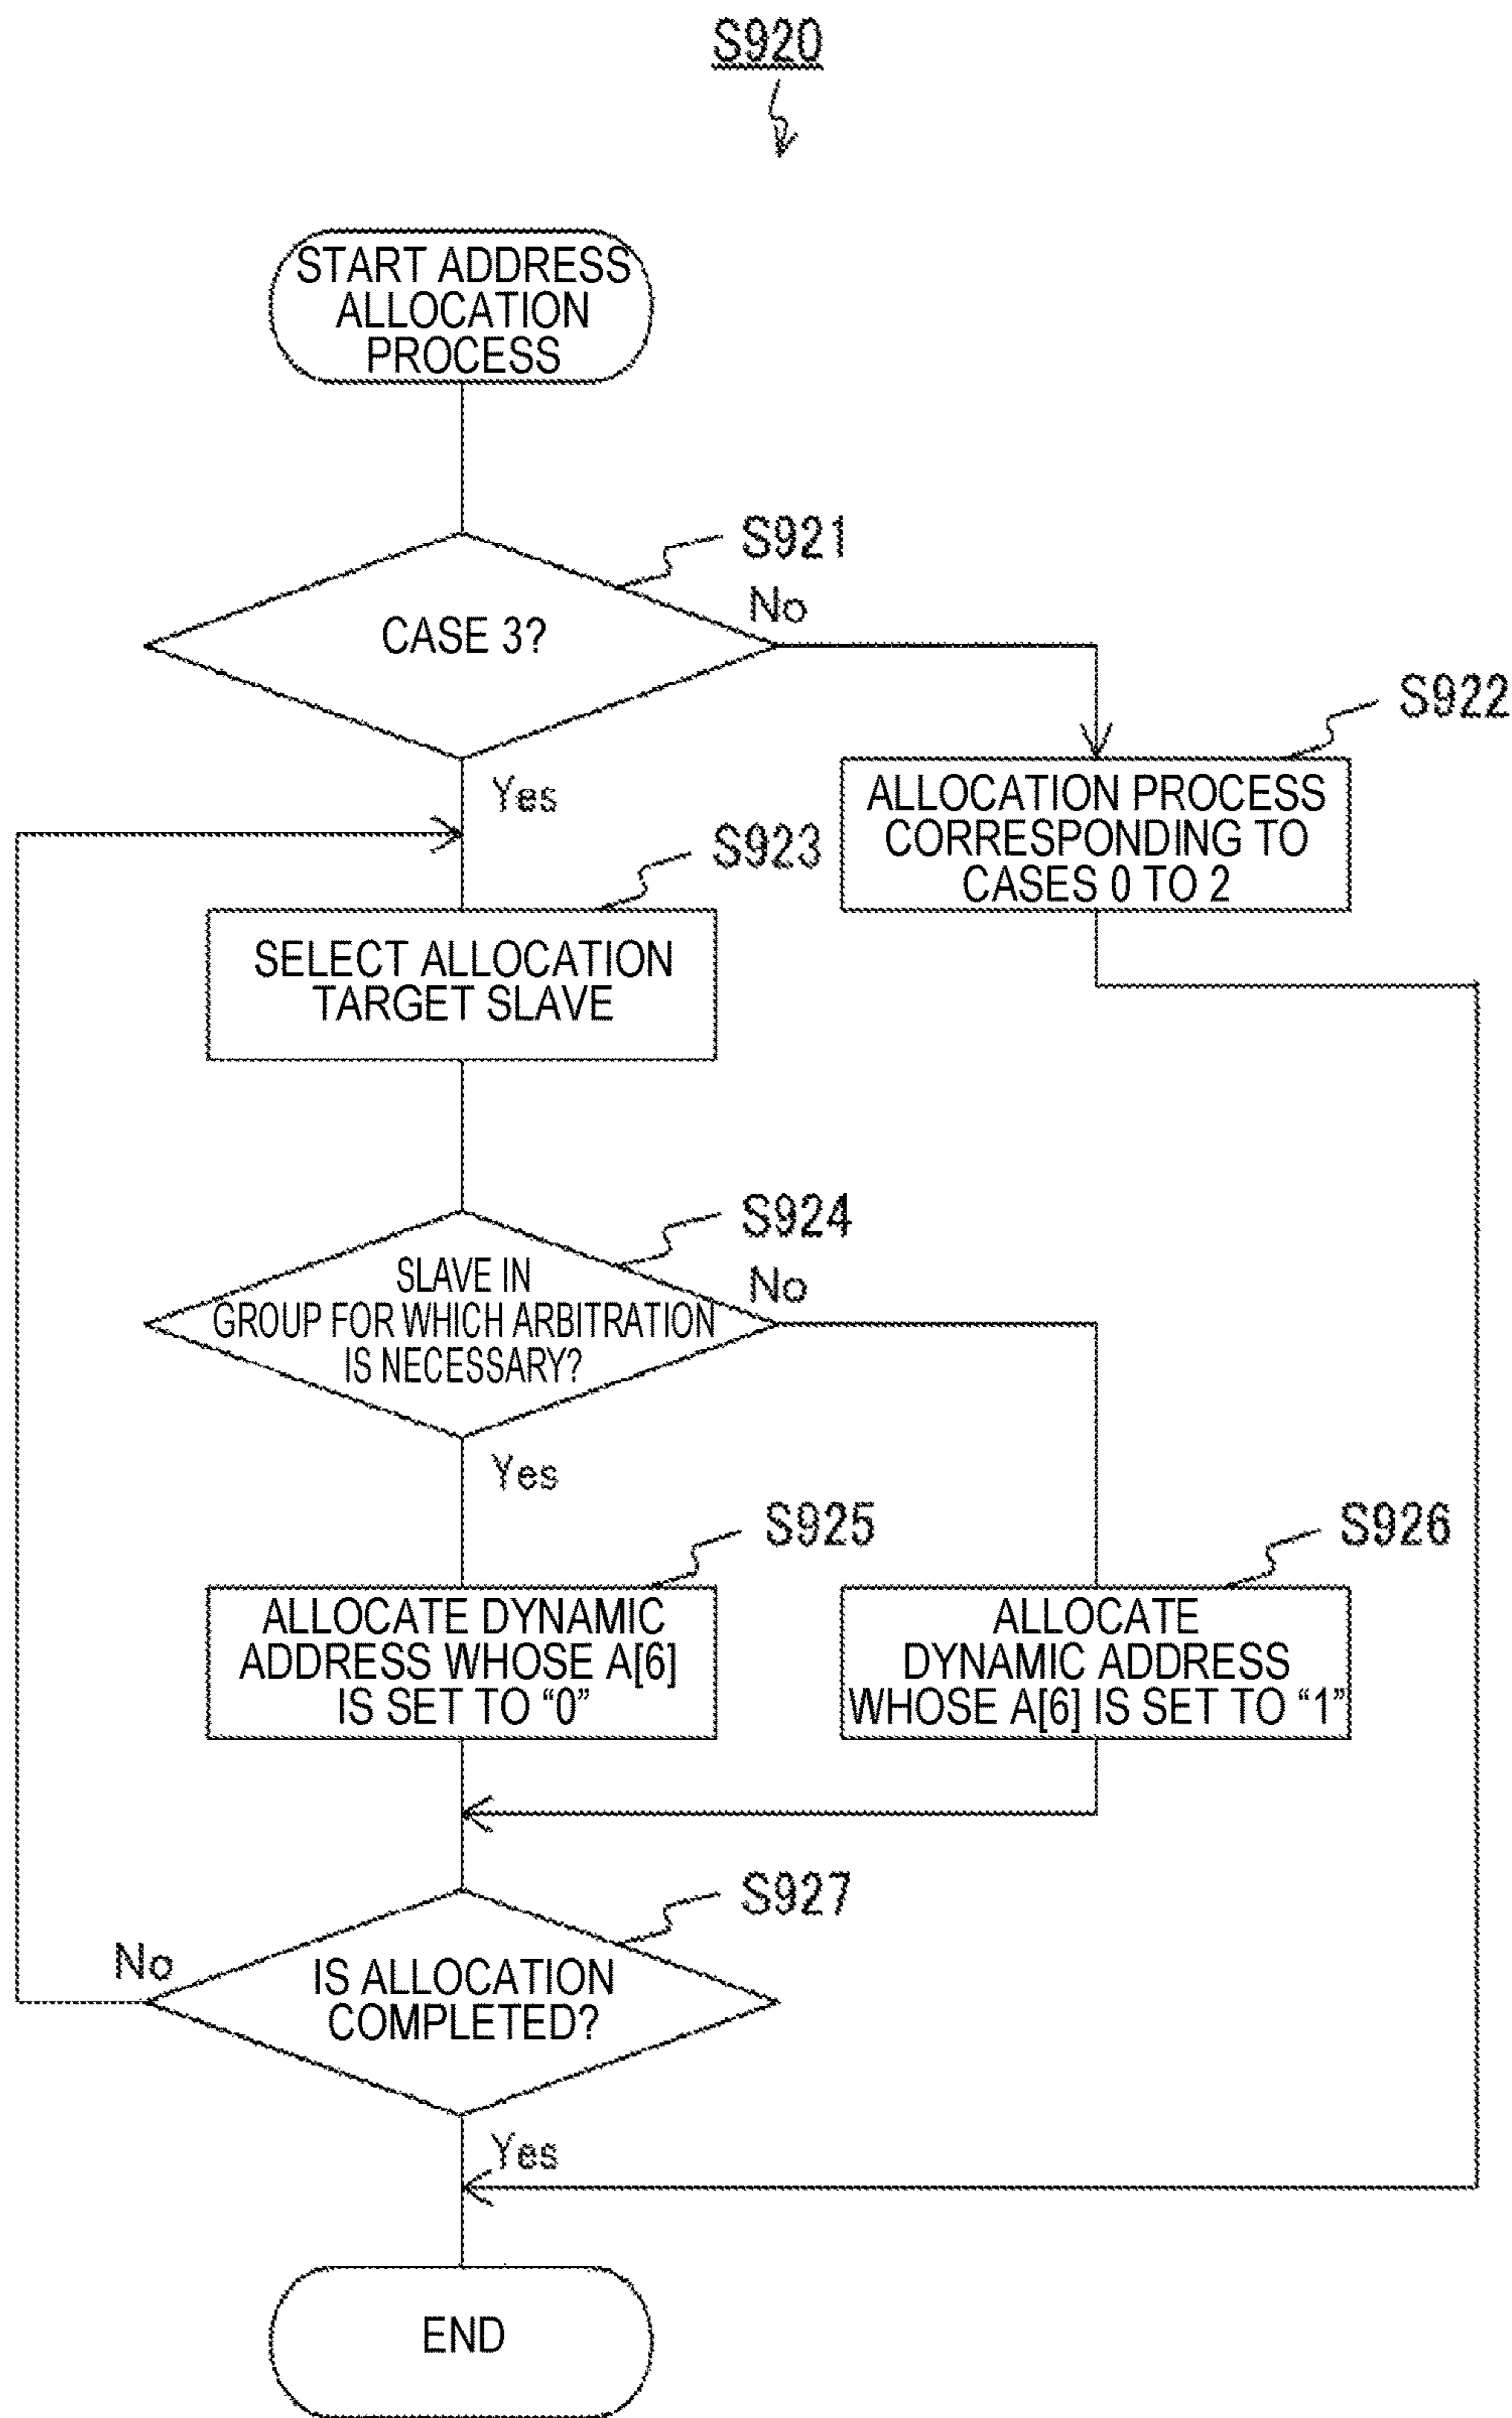 S920
START ADDRESS
ALLOCATION
PROCESS
S921
CASE 3?
No
Yes
S922
ALLOCATION PROCESS
CORRESPONDING TO
CASES 0 TO 2
S923
SELECT ALLOCATION
TARGET SLAVE
S924
SLAVE IN
GROUP FOR WHICH ARBITRATION
IS NECESSARY?
No
Yes
S925
ALLOCATE DYNAMIC
ADDRESS WHOSE A[6]
IS SET TO “0”
S926
ALLOCATE
DYNAMIC ADDRESS
WHOSE A[6] IS SET TO “1”
S927
IS ALLOCATION
COMPLETED?
No
Yes
END